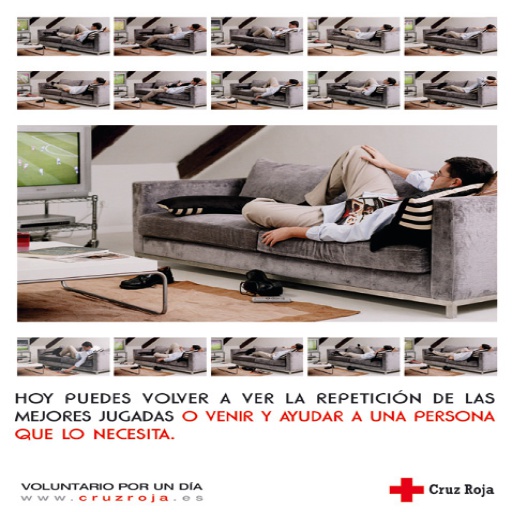 HOY PUEDES VOLVER A VER LA REPETICIÓN DE LAS
MEJORES JUGADAS O VENIR Y AYUDAR A UNA PERSONA
QUE LO NECESITA.
VOLUNTARIO POR UN DÍA
www.cruzroja.es
Cruz Roja